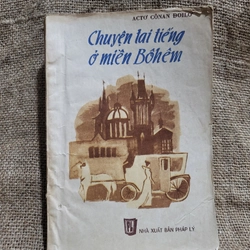 ACTƠ CÔNAN ĐOILƠ
Chuyện tai tiếng
ở miền Bôhêm
NHÀ XUẤT BẢN PHÁP LÝ